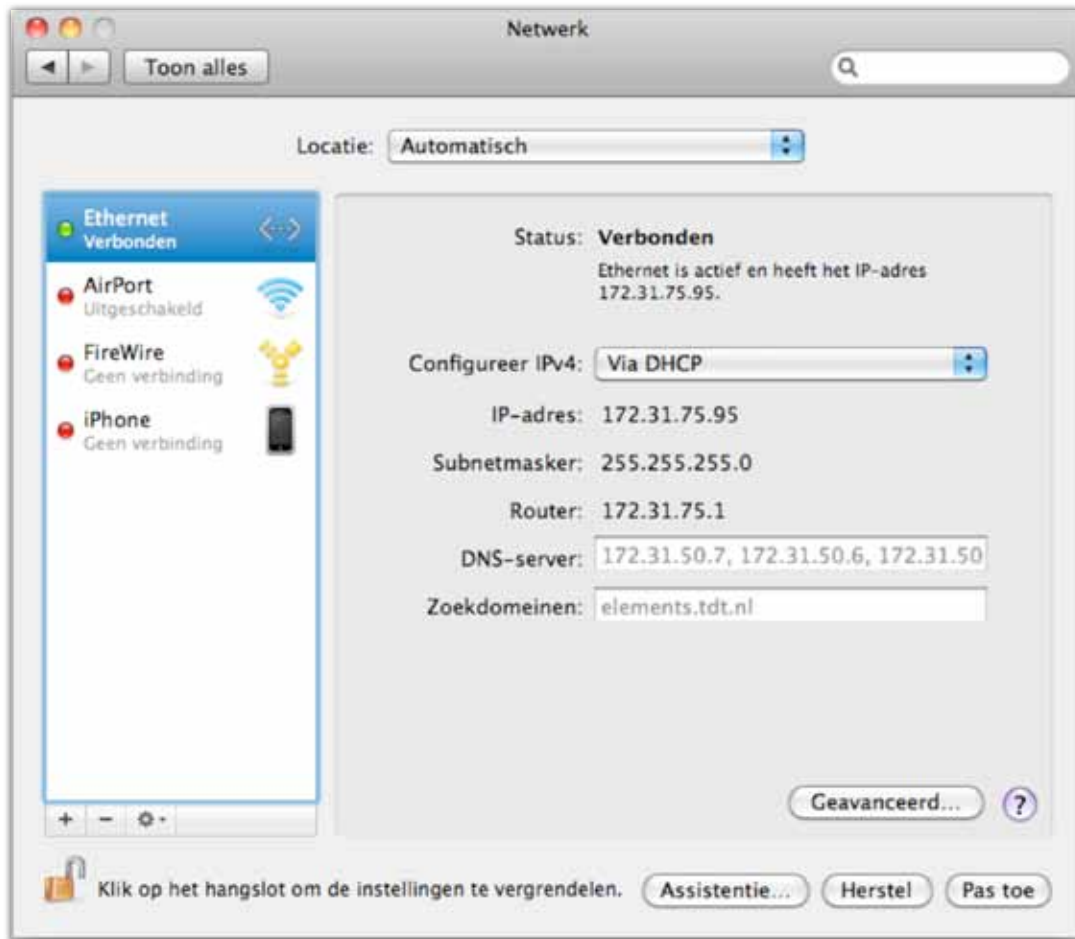 Netwerk
Toon alles
Locatie: Automatisch
Ethernet
Verbonden
AirPort
Uitgeschakeld
FireWire
Geen verbinding
iPhone
Geen verbinding
Status: Verbonden
Ethernet is actief en heeft het IP-adres
172.31.75.95.
Configureer IPv4: Via DHCP
IP-adres: 172.31.75.95
Subnetmasker: 255.255.255.0
Router: 172.31.75.1
DNS-server: 172.31.50.7, 172.31.50.6, 172.31.50
Zoekdomeinen: elements.tdt.nl
Geavanceerd... ?
Klik op het hangslot om de instellingen te vergrendelen. Assistentie... Herstel Pas toe